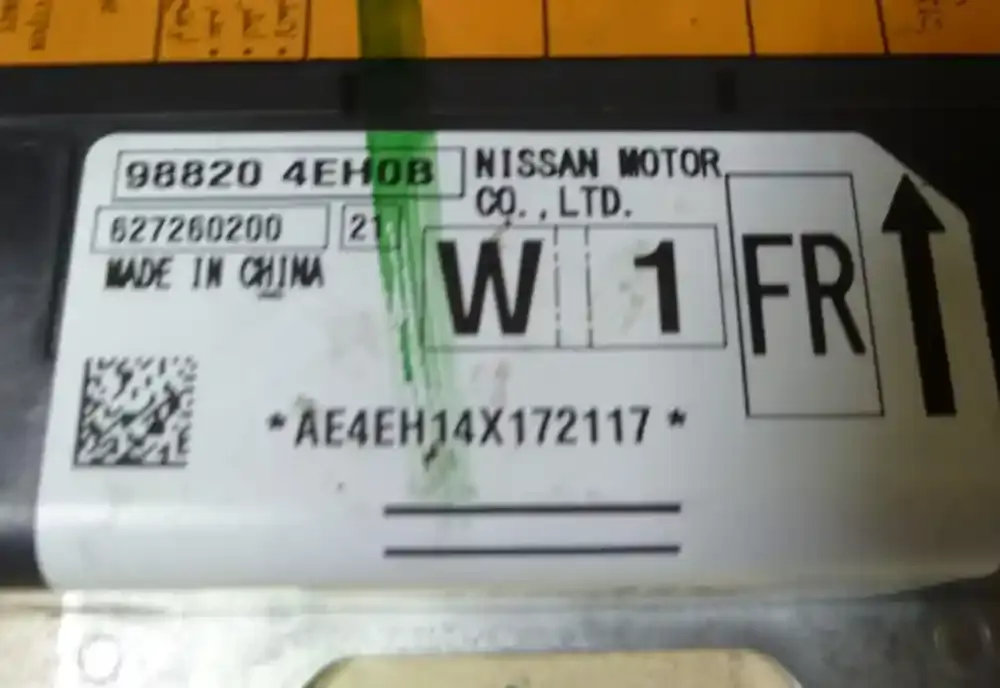 98820 4EH0B
NISSAN MOTOR
CO.,LTD.
627260200 21
MADE IN CHINA
W 1
FR
*AE4EH14X172117*